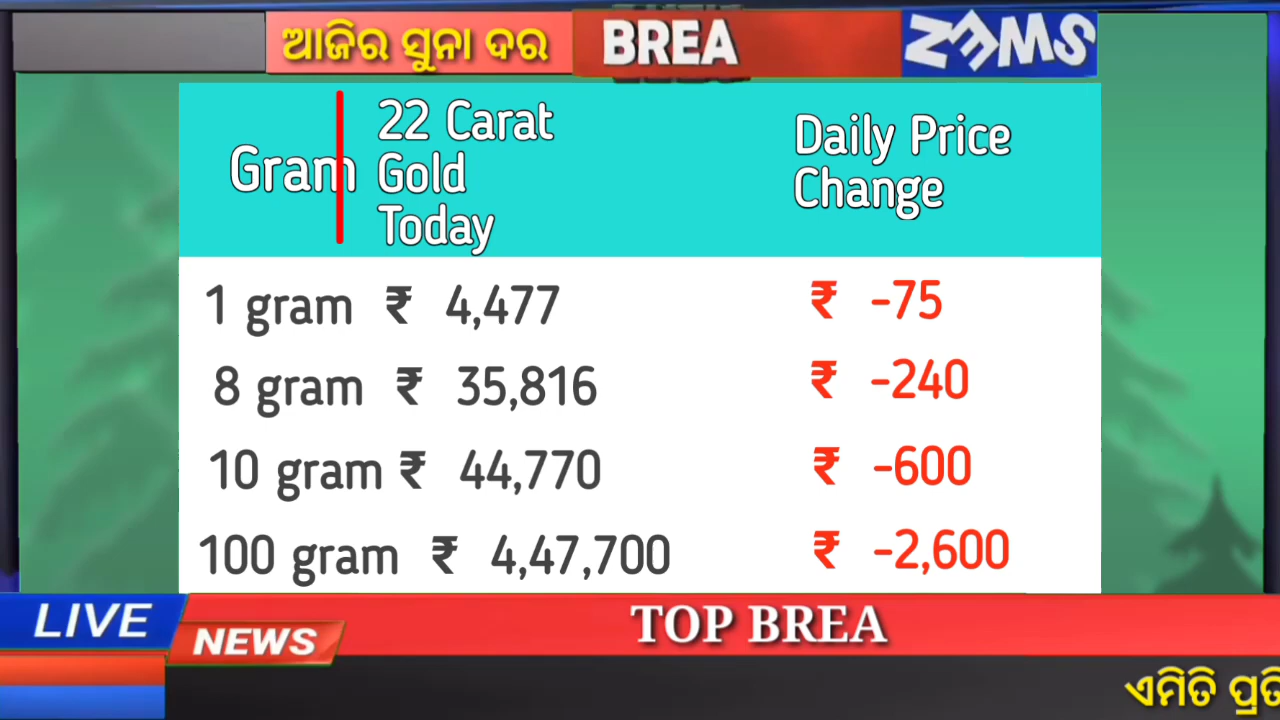 ଆଜିର ସୁନା ଦର BREA NEWS
Gram 22 Carat Gold Today Daily Price Change
1 gram ₹ 4,477 ₹ -75
8 gram ₹ 35,816 ₹ -240
10 gram ₹ 44,770 ₹ -600
100 gram ₹ 4,47,700 ₹ -2,600
LIVE
NEWS
TOP BREA
ଏମିତି ପ୍ରତି